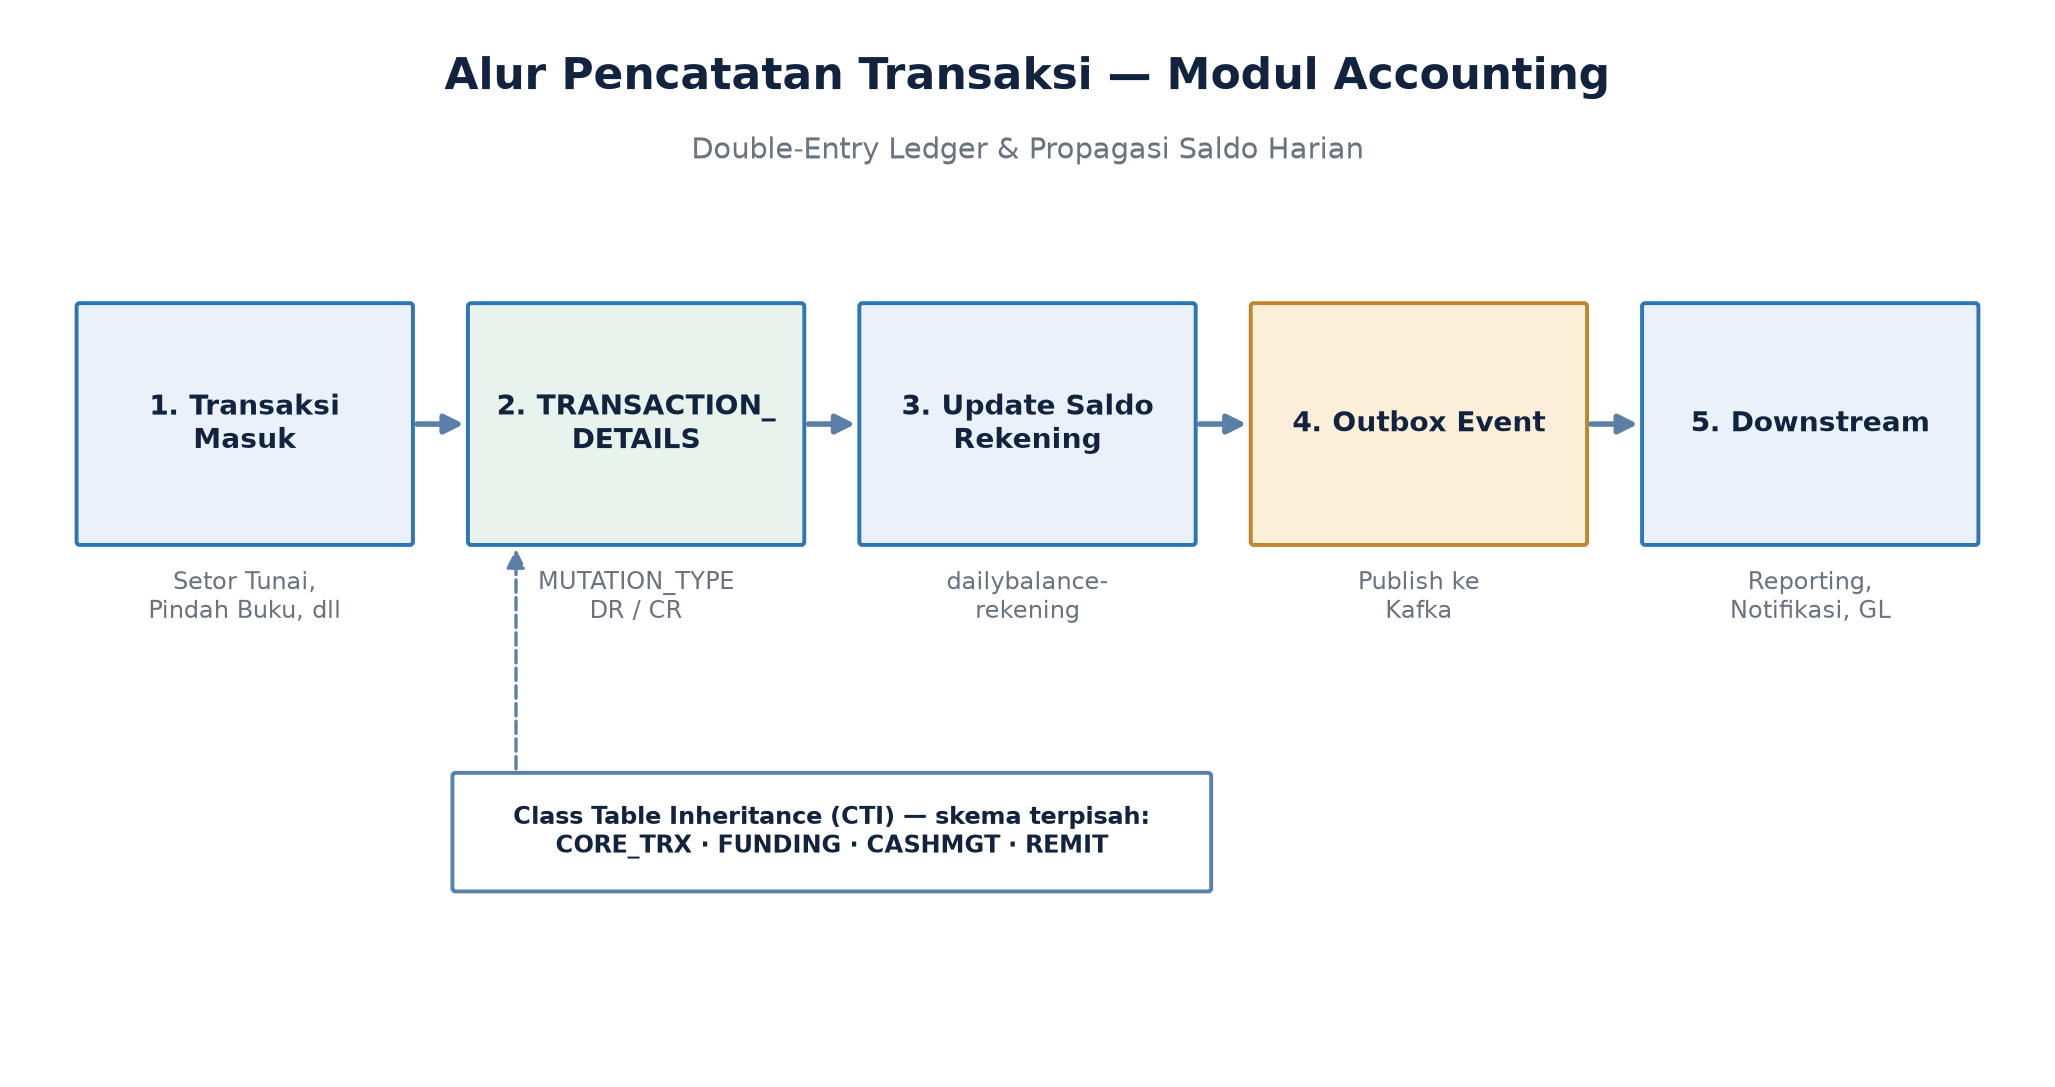 Alur Pencatatan Transaksi — Modul Accounting
Double-Entry Ledger & Propagasi Saldo Harian
1. Transaksi
Masuk
2. TRANSACTION_
DETAILS
3. Update Saldo
Rekening
4. Outbox Event
5. Downstream
Setor Tunai,
Pindah Buku, dll
MUTATION_TYPE
DR / CR
dailybalance-
rekening
Publish ke
Kafka
Reporting,
Notifikasi, GL
Class Table Inheritance (CTI) — skema terpisah:
CORE_TRX · FUNDING · CASHMGT · REMIT